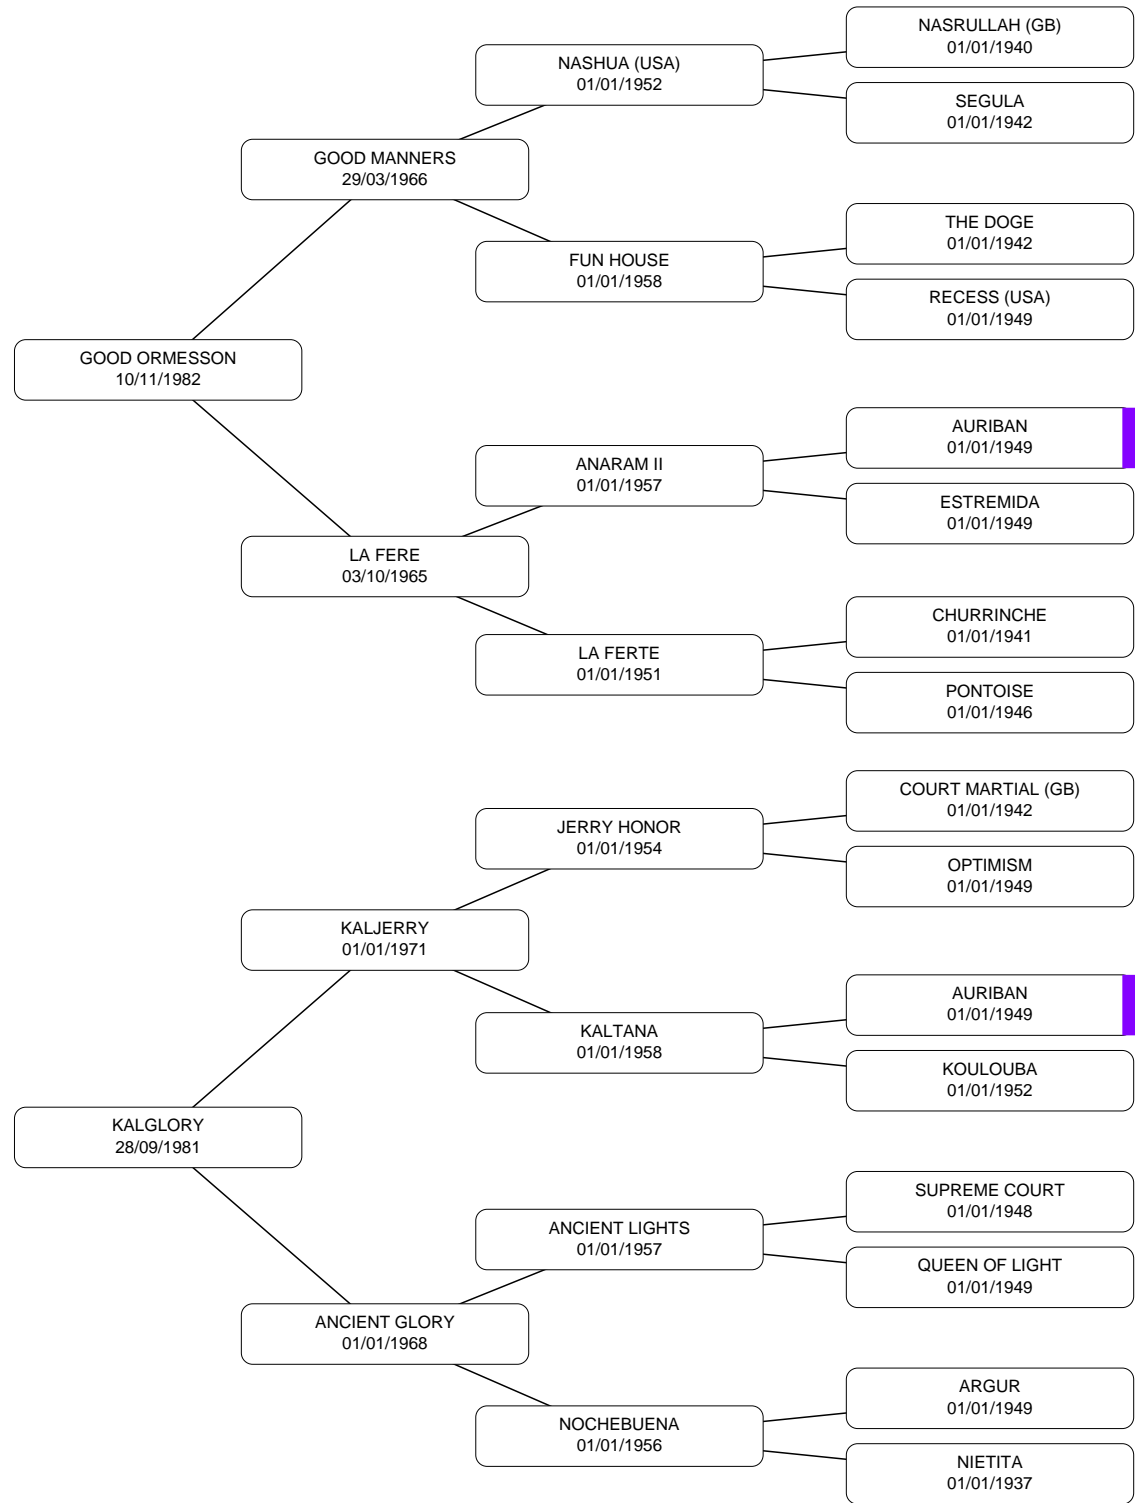 NASRULLAH (GB)
01/01/1940
NASHUA (USA)
01/01/1952
SEGULA
01/01/1942
GOOD MANNERS
29/03/1966
THE DOGE
01/01/1942
FUN HOUSE
01/01/1958
RECESS (USA)
01/01/1949
GOOD ORMESSON
10/11/1982
AURIBAN
01/01/1949
ANARAM II
01/01/1957
ESTREMIDA
01/01/1949
LA FERE
03/10/1965
CHURRINCHE
01/01/1941
LA FERTE
01/01/1951
PONTOISE
01/01/1946
COURT MARTIAL (GB)
01/01/1942
JERRY HONOR
01/01/1954
OPTIMISM
01/01/1949
KALJERRY
01/01/1971
AURIBAN
01/01/1949
KALTANA
01/01/1958
KOULOUBA
01/01/1952
KALGLORY
28/09/1981
SUPREME COURT
01/01/1948
ANCIENT LIGHTS
01/01/1957
QUEEN OF LIGHT
01/01/1949
ANCIENT GLORY
01/01/1968
ARGUR
01/01/1949
NOCHEBUENA
01/01/1956
NIETITA
01/01/1937